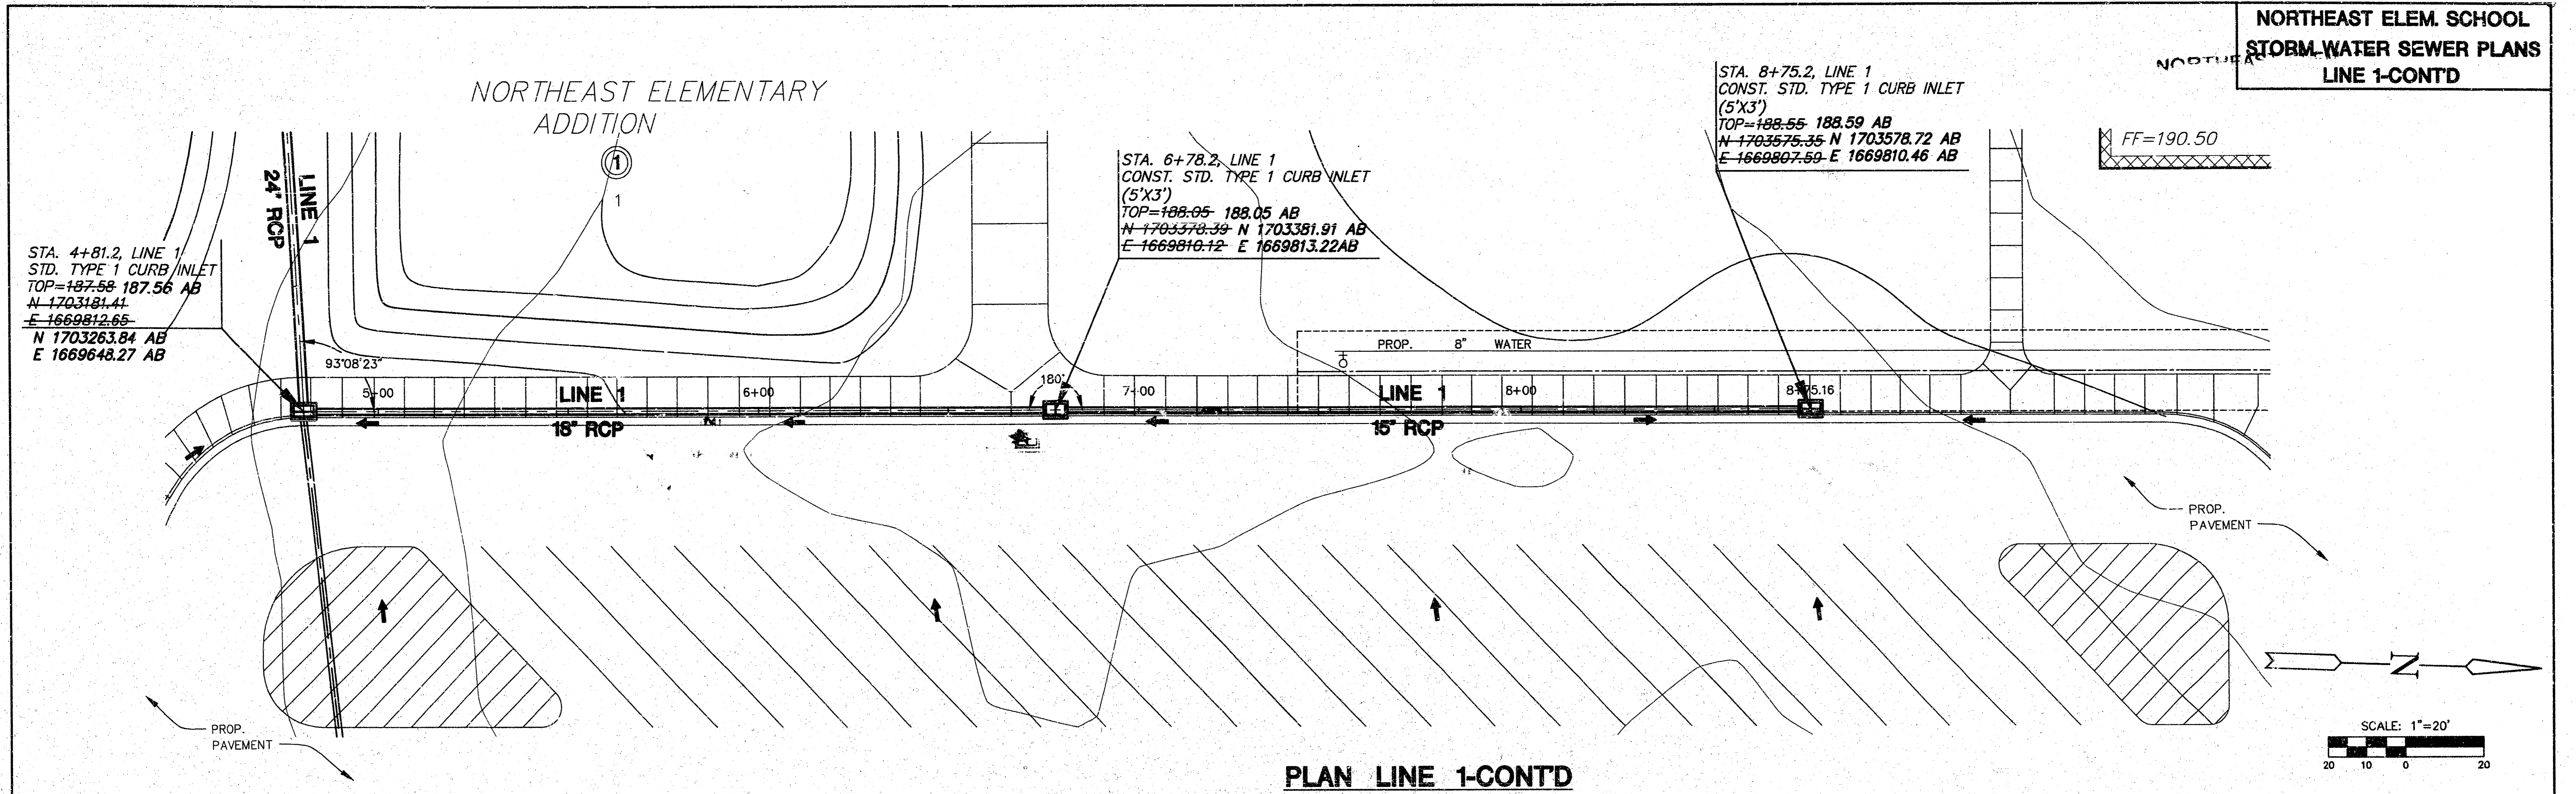 NORTHEAST ELEM. SCHOOL
STORM-WATER SEWER PLANS
LINE 1-CONT'D
NORTHEAST ELEMENTARY
ADDITION
1
1
LINE 1
24" RCP
STA. 4+81.2, LINE 1
STD. TYPE 1 CURB INLET
TOP=187.58 187.56 AB
N 1703181.41
E 1669812.65
N 1703263.84 AB
E 1669648.27 AB
93°08'23"
STA. 6+78.2, LINE 1
CONST. STD. TYPE 1 CURB INLET
(5'X3')
TOP=188.05 188.05 AB
N 1703378.39 N 1703381.91 AB
E 1669810.12 E 1669813.22AB
STA. 8+75.2, LINE 1
CONST. STD. TYPE 1 CURB INLET
(5'X3')
TOP=188.55 188.59 AB
N 1703575.35 N 1703578.72 AB
E 1669807.59 E 1669810.46 AB
NORTHEAST
FF=190.50
PROP. 8" WATER
5+00
LINE 1
6+00
180°
7+00
LINE 1
8+00
8+75.16
18" RCP
15" RCP
PROP.
PAVEMENT
PROP.
PAVEMENT
N
SCALE: 1"=20'
20 10 0 20
PLAN LINE 1-CONT'D